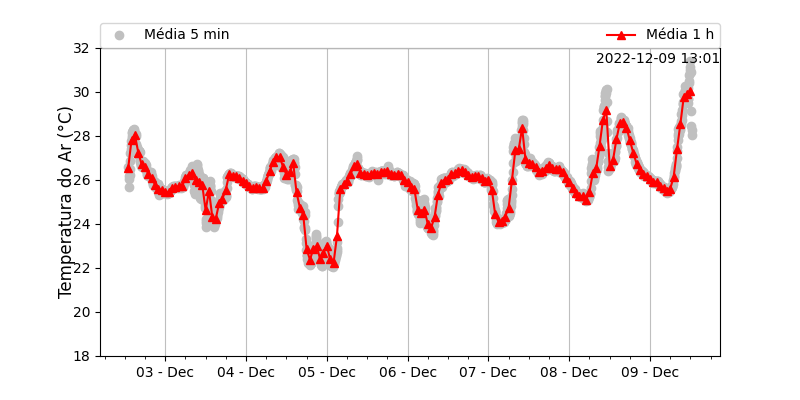 Média 5 min
Média 1 h
2022-12-09 13:01
Temperatura do Ar (°C)
32
30
28
26
24
22
20
18
03 - Dec
04 - Dec
05 - Dec
06 - Dec
07 - Dec
08 - Dec
09 - Dec